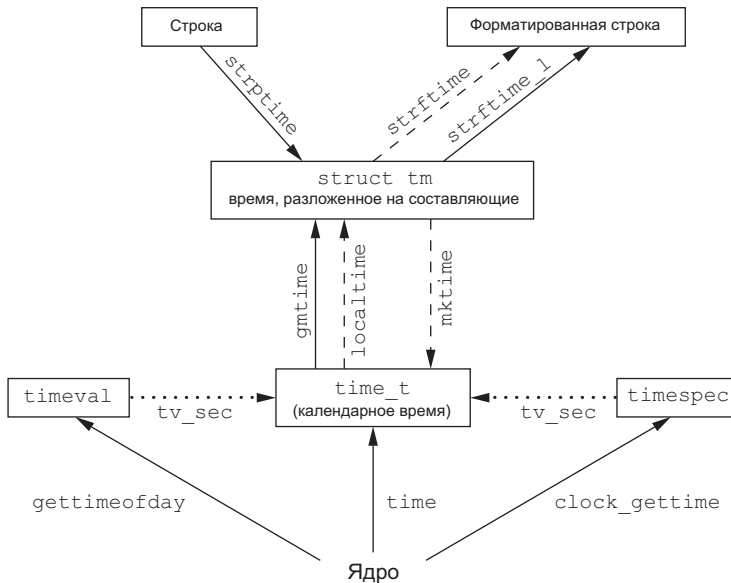 Строка
Форматированная строка
strptime
strftime
strftime_l
struct tm
время, разложенное на составляющие
gmtime
localtime
mktime
timeval
tv_sec
time_t
(календарное время)
tv_sec
timespec
gettimeofday
time
clock_gettime
Ядро